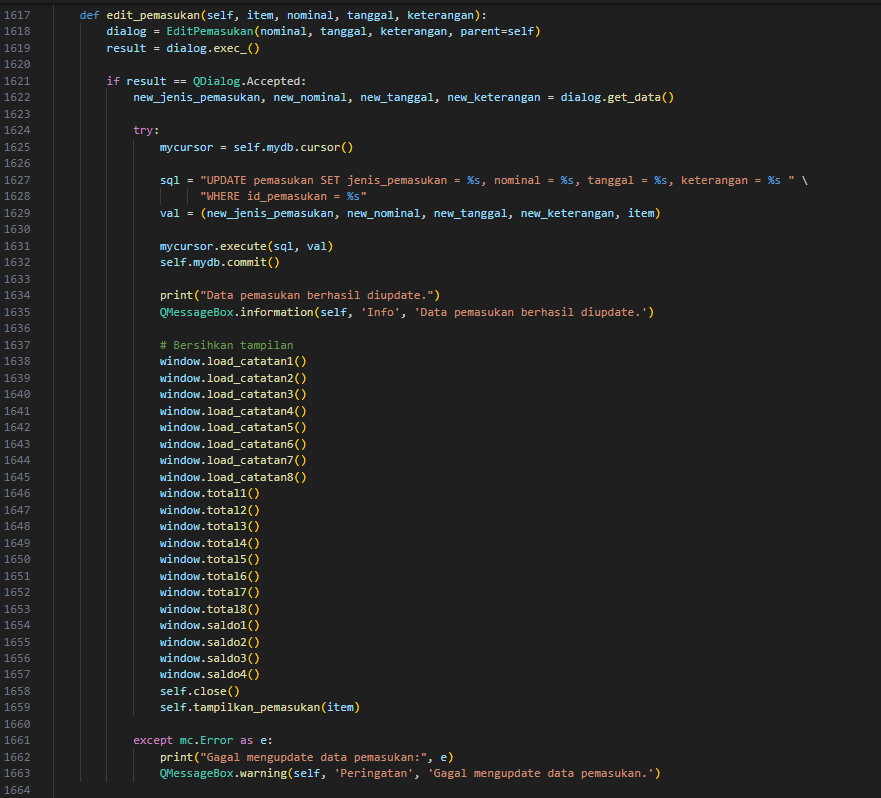 1617 def edit_pemasukan(self, item, nominal, tanggal, keterangan):
1618 dialog = EditPemasukan(nominal, tanggal, keterangan, parent=self)
1619 result = dialog.exec_()
1620
1621 if result == QDialog.Accepted:
1622 new_jenis_pemasukan, new_nominal, new_tanggal, new_keterangan = dialog.get_data()
1623
1624 try:
1625 mycursor = self.mydb.cursor()
1626
1627 sql = "UPDATE pemasukan SET jenis_pemasukan = %s, nominal = %s, tanggal = %s, keterangan = %s " \
1628 "WHERE id_pemasukan = %s"
1629 val = (new_jenis_pemasukan, new_nominal, new_tanggal, new_keterangan, item)
1630
1631 mycursor.execute(sql, val)
1632 self.mydb.commit()
1633
1634 print("Data pemasukan berhasil diupdate.")
1635 QMessageBox.information(self, 'Info', 'Data pemasukan berhasil diupdate.')
1636
1637 # Bersihkan tampilan
1638 window.load_catatan1()
1639 window.load_catatan2()
1640 window.load_catatan3()
1641 window.load_catatan4()
1642 window.load_catatan5()
1643 window.load_catatan6()
1644 window.load_catatan7()
1645 window.load_catatan8()
1646 window.total1()
1647 window.total2()
1648 window.total3()
1649 window.total4()
1650 window.total5()
1651 window.total6()
1652 window.total7()
1653 window.total8()
1654 window.saldo1()
1655 window.saldo2()
1656 window.saldo3()
1657 window.saldo4()
1658 self.close()
1659 self.tampilkan_pemasukan(item)
1660
1661 except mc.Error as e:
1662 print("Gagal mengupdate data pemasukan:", e)
1663 QMessageBox.warning(self, 'Peringatan', 'Gagal mengupdate data pemasukan.')
1664